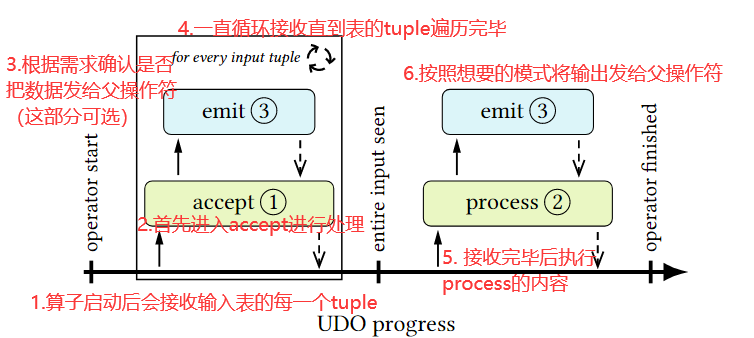 4.一直循环接收直到表的tuple遍历完毕
for every input tuple
3.根据需求确认是否
把数据发给父操作符
(这部分可选)
6.按照想要的模式将输出发给父操作符
emit ③
emit ③
operator start
entire input seen
operator finished
accept ①
process ②
2.首先进入accept进行处理
5. 接收完毕后执行
process的内容
1.算子启动后会接收输入表的每一个tuple
UDO progress